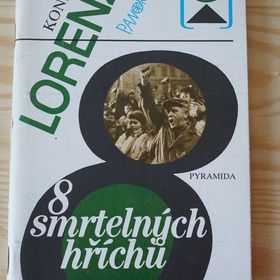 KON
LORENZ
PANORAMA
PYRAMIDA
8
smrtelných
hříchů